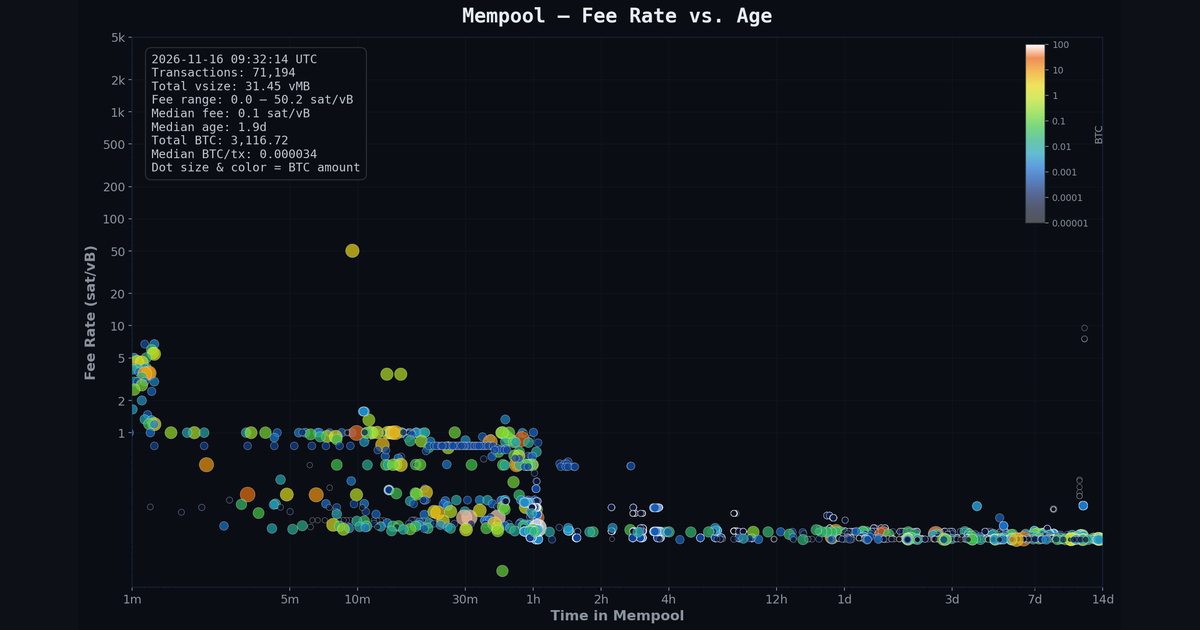 Mempool — Fee Rate vs. Age
2026-11-16 09:32:14 UTC
Transactions: 71,194
Total vsize: 31.45 vMB
Fee range: 0.0 — 50.2 sat/vB
Median fee: 0.1 sat/vB
Median age: 1.9d
Total BTC: 3,116.72
Median BTC/tx: 0.000034
Dot size & color = BTC amount
Fee Rate (sat/vB)
5k
2k
1k
500
200
100
50
20
10
5
2
1
100
10
1
0.1
0.01
0.001
0.0001
0.00001
BTC
1m 5m 10m 30m 1h 2h 4h 12h 1d 3d 7d 14d
Time in Mempool